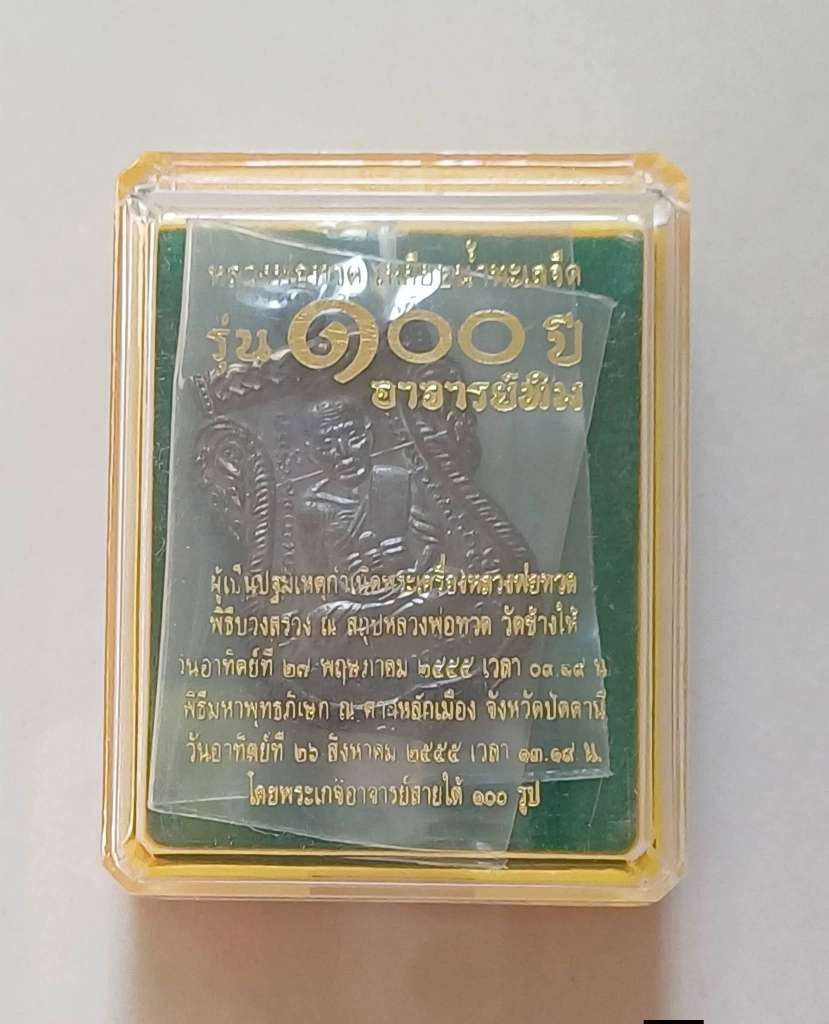 หลวงพ่อทวด เหยียบน้ำทะเลจืด
รุ่น ๑๐๐ ปี
อาจารย์ทิม
ผู้เป็นปฐมเหตุกำเนิดพระเครื่องหลวงพ่อทวด
พิธีบวงสรวง ณ สถูปหลวงพ่อทวด วัดช้างให้
วันอาทิตย์ที่ ๒๗ พฤษภาคม ๒๕๕๕ เวลา ๐๙.๑๙ น.
พิธีมหาพุทธภิเษก ณ ศาลหลักเมือง จังหวัดปัตตานี
วันอาทิตย์ที่ ๒๖ สิงหาคม ๒๕๕๕ เวลา ๑๓.๑๙ น.
โดยพระเกจิอาจารย์สายใต้ ๑๐๐ รูป